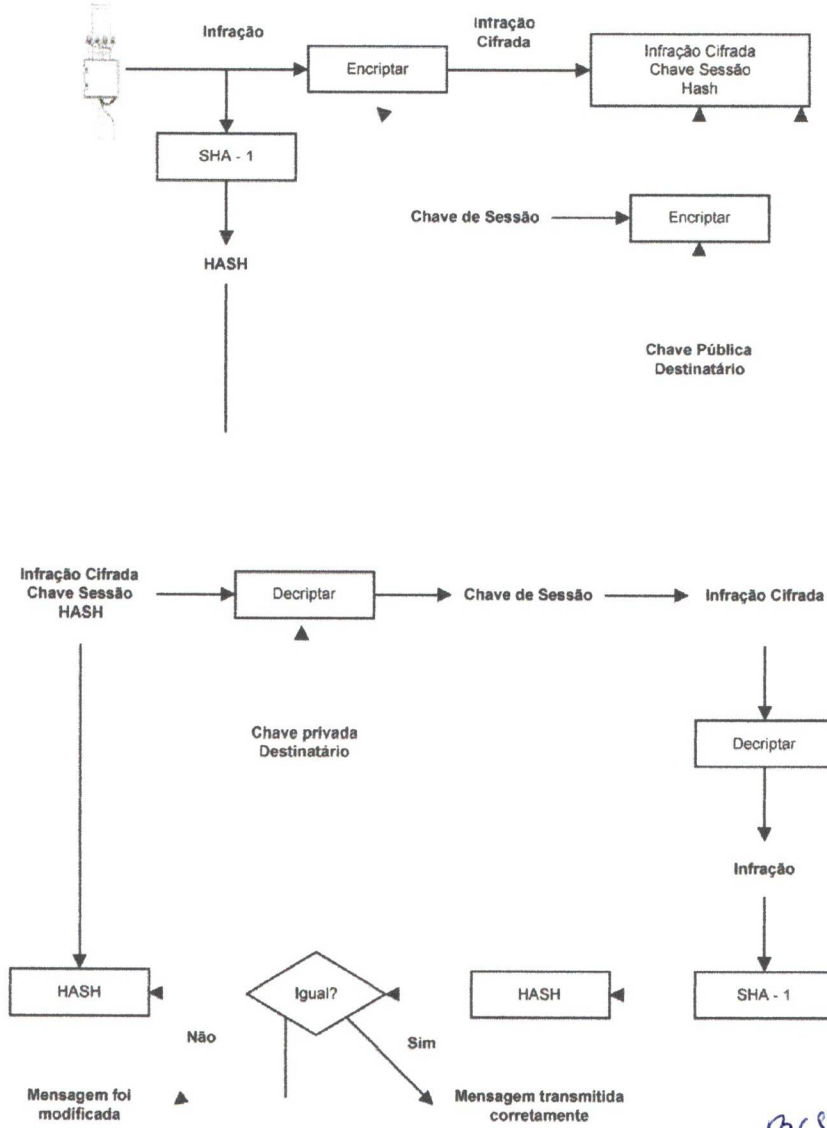 Infração
Infração
Cifrada
Encriptar
Infração Cifrada
Chave Sessão
Hash
SHA - 1
Chave de Sessão
Encriptar
HASH
Chave Pública
Destinatário
Infração Cifrada
Chave Sessão
HASH
Decriptar
Chave de Sessão
Infração Cifrada
Chave privada
Destinatário
Decriptar
Infração
HASH
Igual?
HASH
SHA - 1
Não
Sim
Mensagem foi
modificada
Mensagem transmitida
corretamente